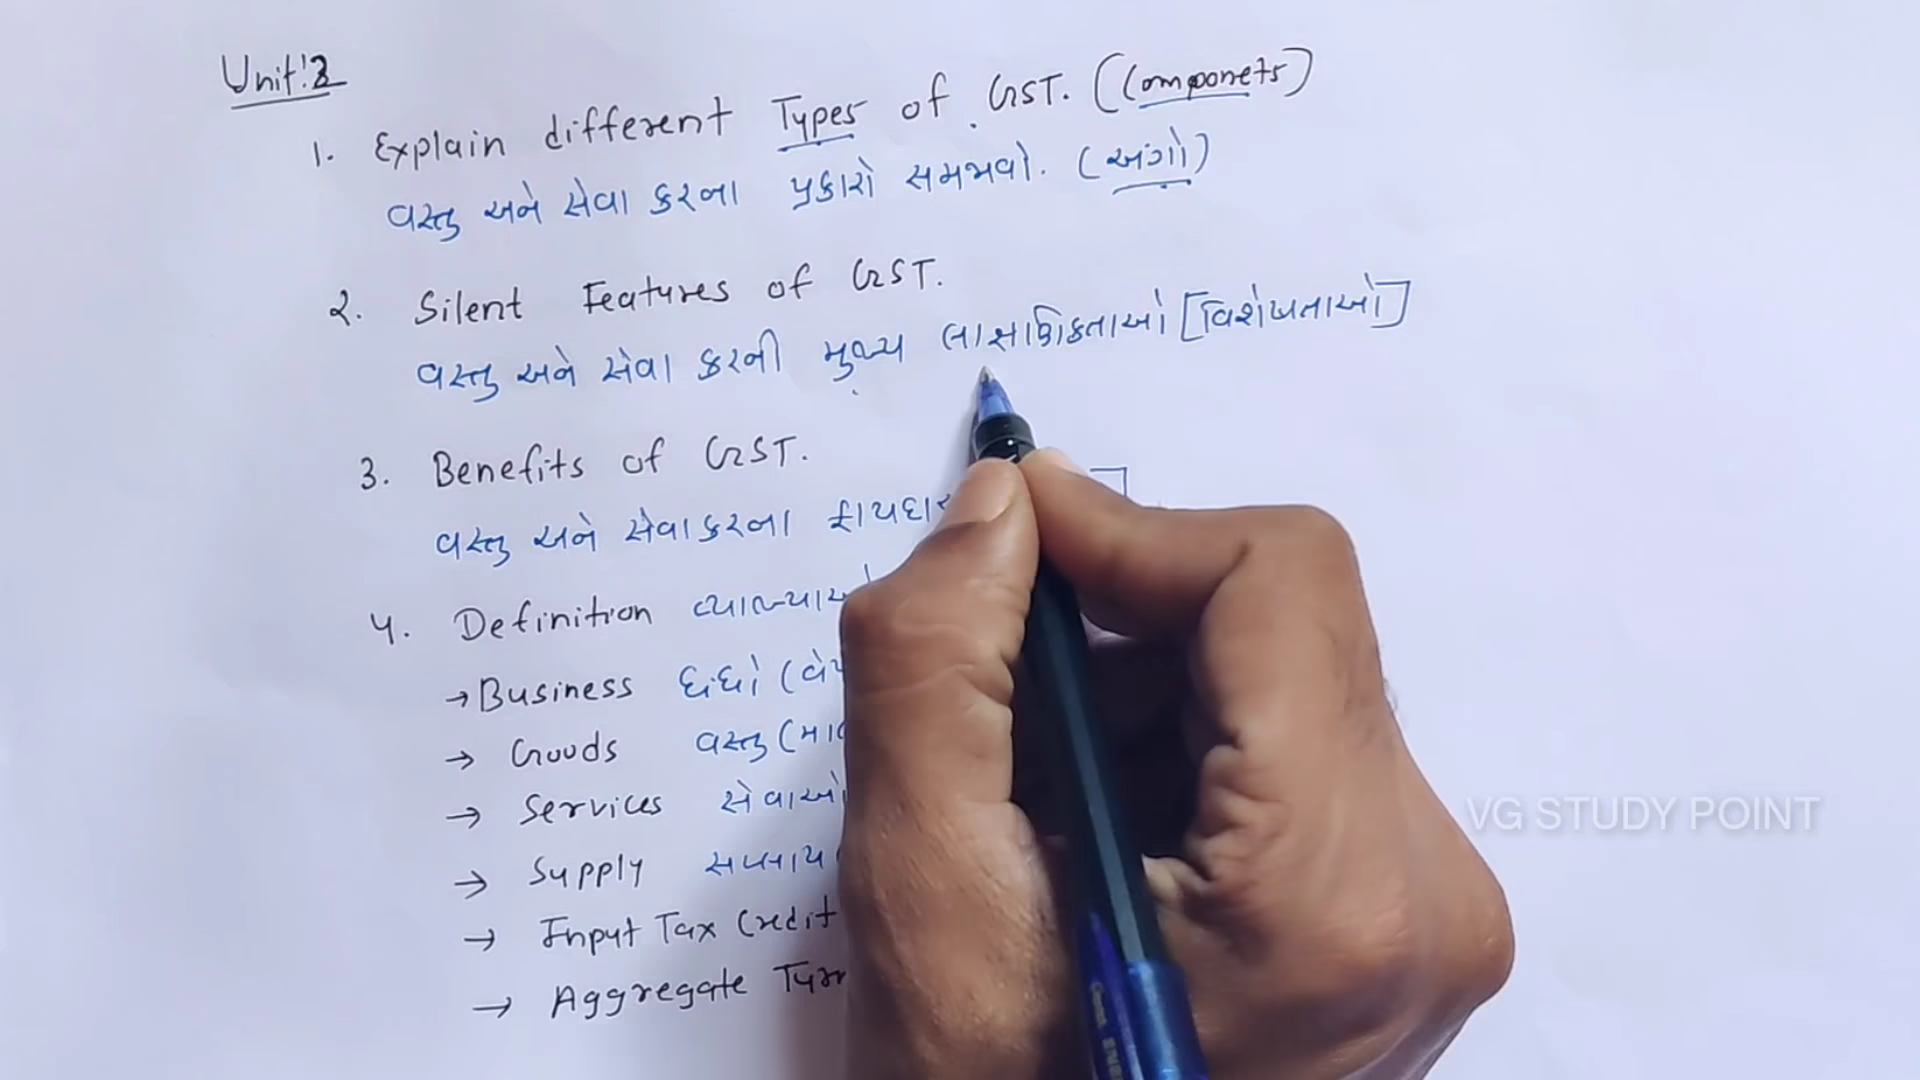 Unit:2
1. Explain different Types of GST. (Componets)
વસ્તુ અને સેવા કરના પ્રકારો સમજાવો. (અંગો)
2. Silent Features of GST.
વસ્તુ અને સેવા કરની મુખ્ય લાક્ષણિકતાઓ [વિશેષતાઓ]
3. Benefits of GST.
વસ્તુ અને સેવા કરના
4. Definition
→ Business ધંધો
→ Goods વસ્તુ
→ Services સેવાઓ
→ Supply
→ Input Tax Credit
→ Aggregate
VG STUDY POINT